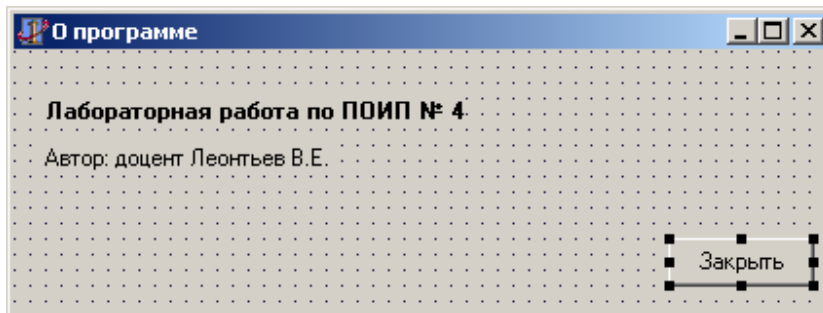 О программе
Лабораторная работа по ПОИП № 4
Автор: доцент Леонтьев В.Е.
Закрыть